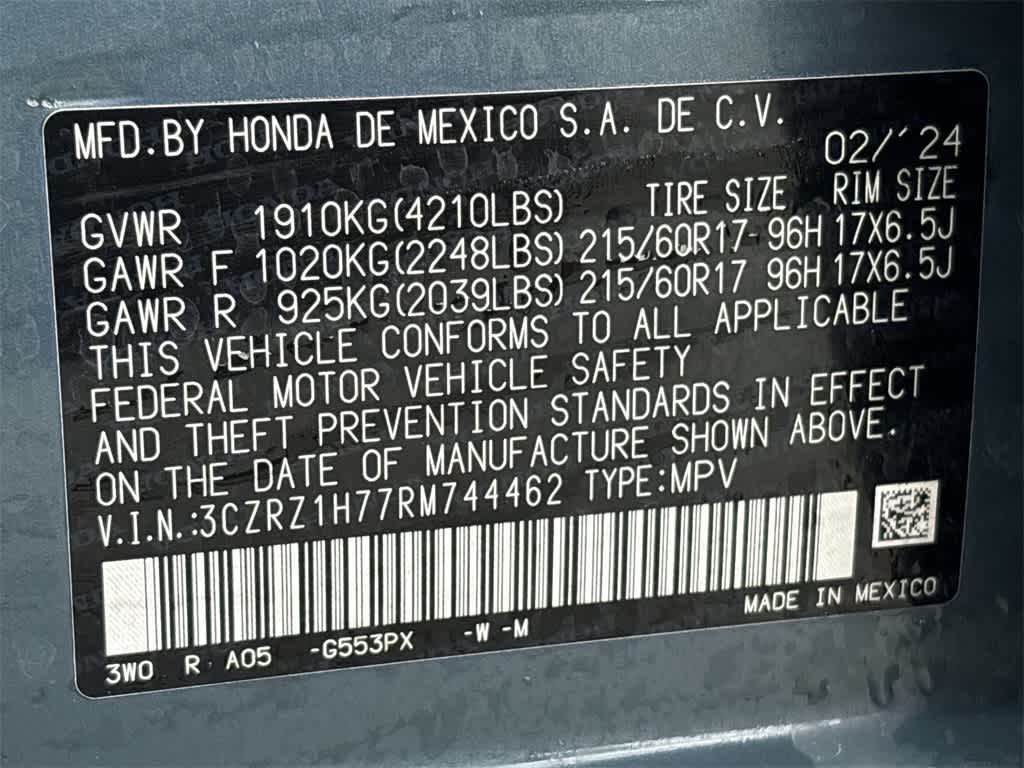 MFD.BY HONDA DE MEXICO S.A. DE C.V.
02/'24
TIRE SIZE RIM SIZE
GVWR 1910KG(4210LBS)
GAWR F 1020KG(2248LBS) 215/60R17 96H 17X6.5J
GAWR R 925KG(2039LBS) 215/60R17 96H 17X6.5J
THIS VEHICLE CONFORMS TO ALL APPLICABLE
FEDERAL MOTOR VEHICLE SAFETY
AND THEFT PREVENTION STANDARDS IN EFFECT
ON THE DATE OF MANUFACTURE SHOWN ABOVE.
V.I.N.:3CZRZ1H77RM744462 TYPE:MPV
MADE IN MEXICO
3W0 R A05 -G553PX -W -M